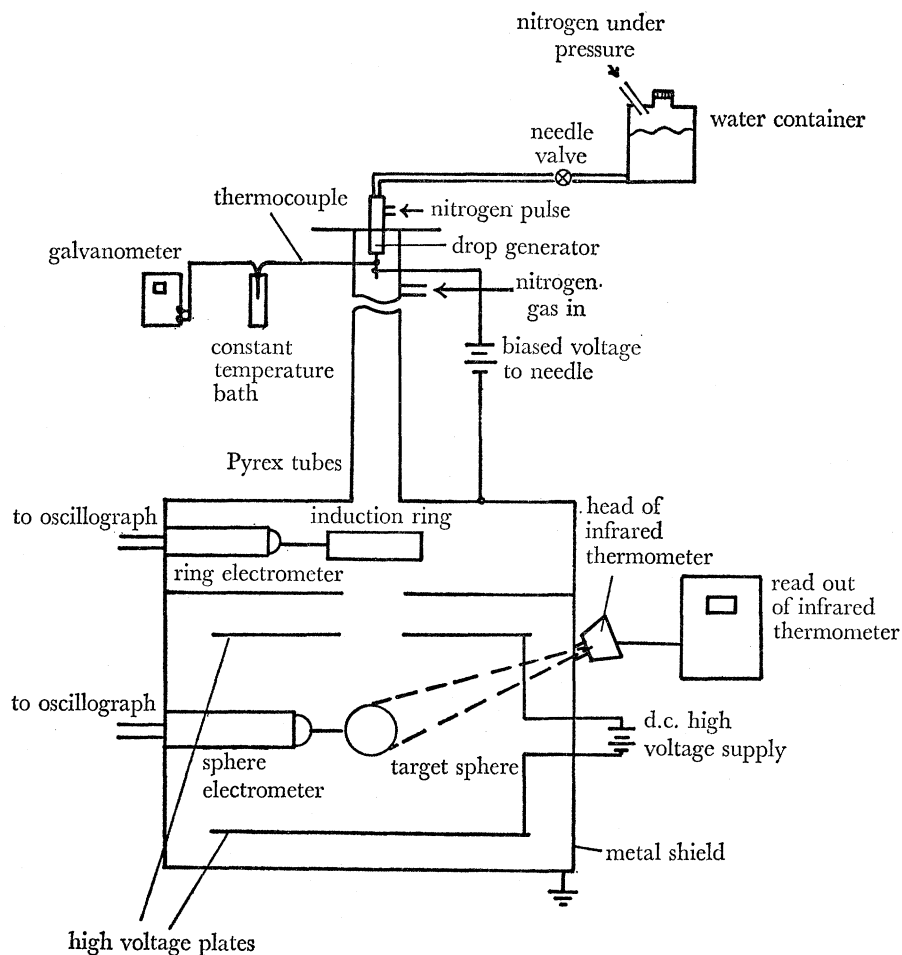 nitrogen under
pressure
water container
needle
valve
thermocouple
nitrogen pulse
drop generator
galvanometer
nitrogen.
gas in
constant
temperature
bath
biased voltage
to needle
Pyrex tubes
to oscillograph
induction ring
head of
infrared
thermometer
ring electrometer
read out
of infrared
thermometer
to oscillograph
d.c. high
voltage supply
sphere
electrometer
target sphere
metal shield
high voltage plates